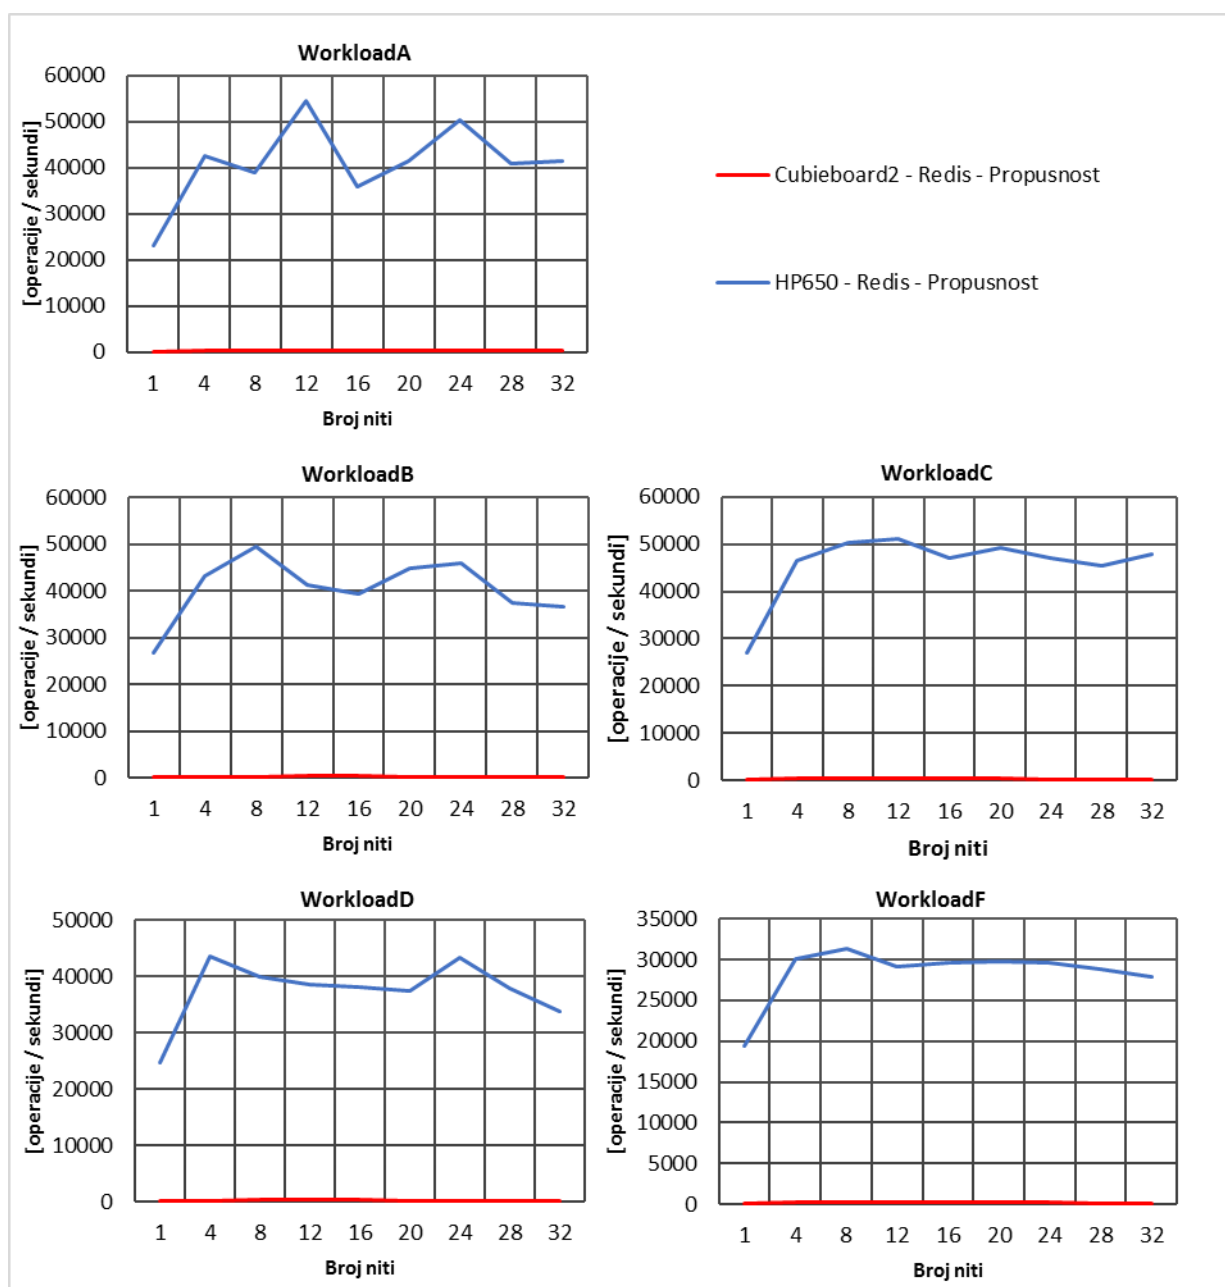 WorkloadA
[operacije / sekundi]
60000
50000
40000
30000
20000
10000
0
1 4 8 12 16 20 24 28 32
Broj niti
Cubieboard2 - Redis - Propusnost
HP650 - Redis - Propusnost
WorkloadB
[operacije / sekundi]
60000
50000
40000
30000
20000
10000
0
1 4 8 12 16 20 24 28 32
Broj niti
WorkloadC
[operacije / sekundi]
60000
50000
40000
30000
20000
10000
0
1 4 8 12 16 20 24 28 32
Broj niti
WorkloadD
[operacije / sekundi]
50000
40000
30000
20000
10000
0
1 4 8 12 16 20 24 28 32
Broj niti
WorkloadF
[operacije / sekundi]
35000
30000
25000
20000
15000
10000
5000
0
1 4 8 12 16 20 24 28 32
Broj niti